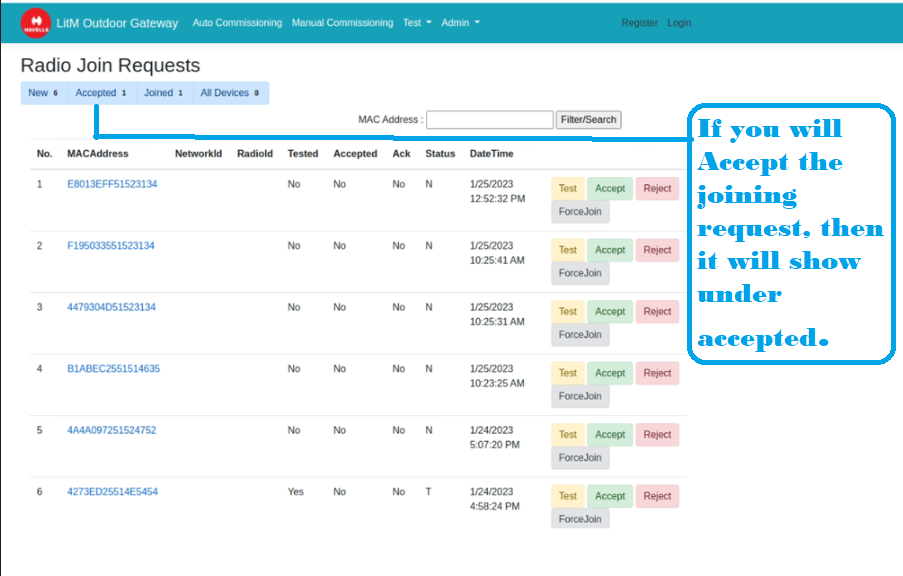 HAVELLS LitM Outdoor Gateway Auto Commissioning Manual Commissioning Test Admin Register Login
Radio Join Requests
New 6 Accepted 1 Joined 1 All Devices 8
MAC Address : Filter/Search
No. MACAddress NetworkId RadioId Tested Accepted Ack Status DateTime
1 E8013EFF51523134 No No No N 1/25/2023 Test Accept Reject
12:52:32 PM
ForceJoin
2 F195033551523134 No No No N 1/25/2023 Test Accept Reject
10:25:41 AM
ForceJoin
3 4479304D51523134 No No No N 1/25/2023 Test Accept Reject
10:25:31 AM
ForceJoin
4 B1ABEC2551514635 No No No N 1/25/2023 Test Accept Reject
10:23:25 AM
ForceJoin
5 4A4A097251524752 No No No N 1/24/2023 Test Accept Reject
5:07:20 PM
ForceJoin
6 4273ED25514E5454 Yes No No T 1/24/2023 Test Accept Reject
4:58:24 PM
ForceJoin
If you will
Accept the
joining
request, then
it will show
under
accepted.